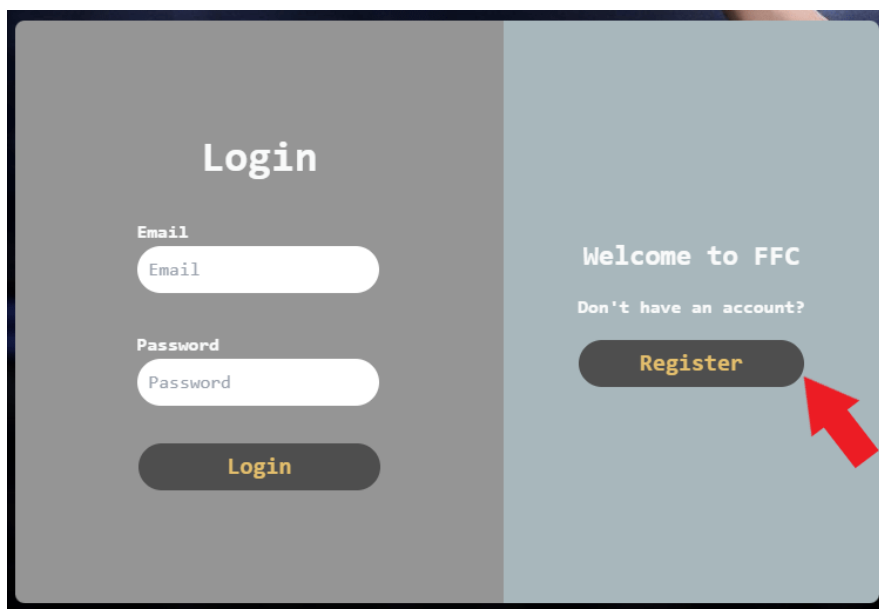 Login
Email
Email
Password
Password
Login
Welcome to FFC
Don't have an account?
Register